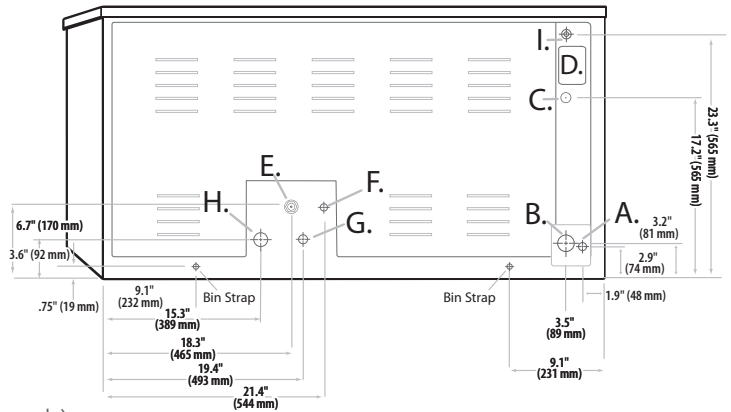 I.
D.
C.
E.
F.
H.
G.
B.
A.
23.3" (565 mm)
17.2" (565 mm)
6.7" (170 mm)
3.6" (92 mm)
.75" (19 mm)
3.2"
(81 mm)
2.9"
(74 mm)
1.9" (48 mm)
Bin Strap
Bin Strap
9.1"
(232 mm)
15.3"
(389 mm)
18.3"
(465 mm)
19.4"
(493 mm)
21.4"
(544 mm)
3.5"
(89 mm)
9.1"
(231 mm)